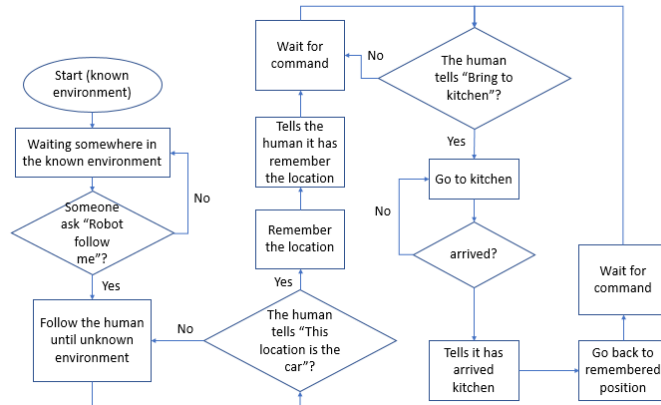 Start (known
environment)
Waiting somewhere in
the known environment
No
Someone
ask “Robot
follow
me”?
Yes
Follow the human
until unknown
environment
No
The human
tells “This
location is the
car”?
Yes
Remember
the location
Tells the
human it has
remember
the location
Wait for
command
No
The human
tells “Bring to
kitchen”?
Yes
Go to kitchen
No
arrived?
Tells it has
arrived
kitchen
Go back to
remembered
position
Wait for
command